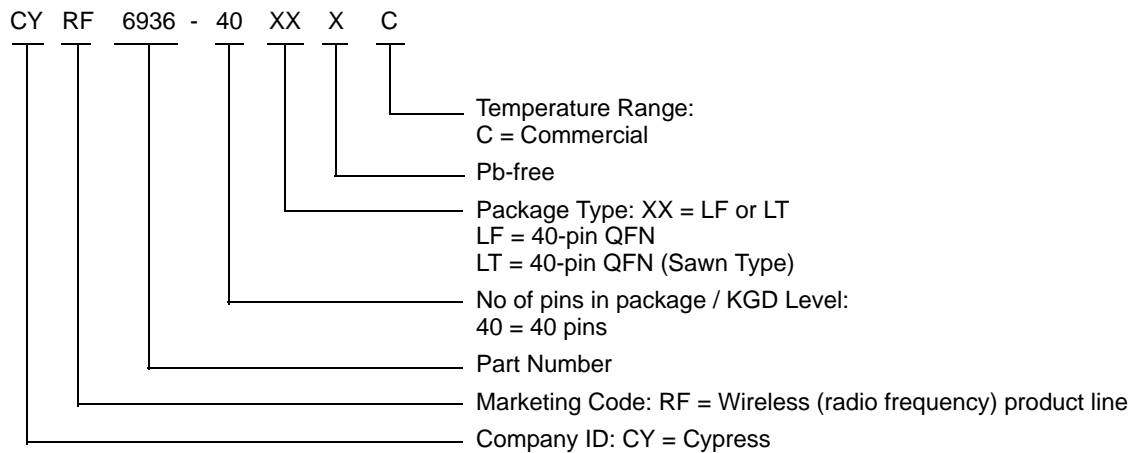 CY RF 6936 - 40 XX X C
Temperature Range:
C = Commercial
Pb-free
Package Type: XX = LF or LT
LF = 40-pin QFN
LT = 40-pin QFN (Sawn Type)
No of pins in package / KGD Level:
40 = 40 pins
Part Number
Marketing Code: RF = Wireless (radio frequency) product line
Company ID: CY = Cypress